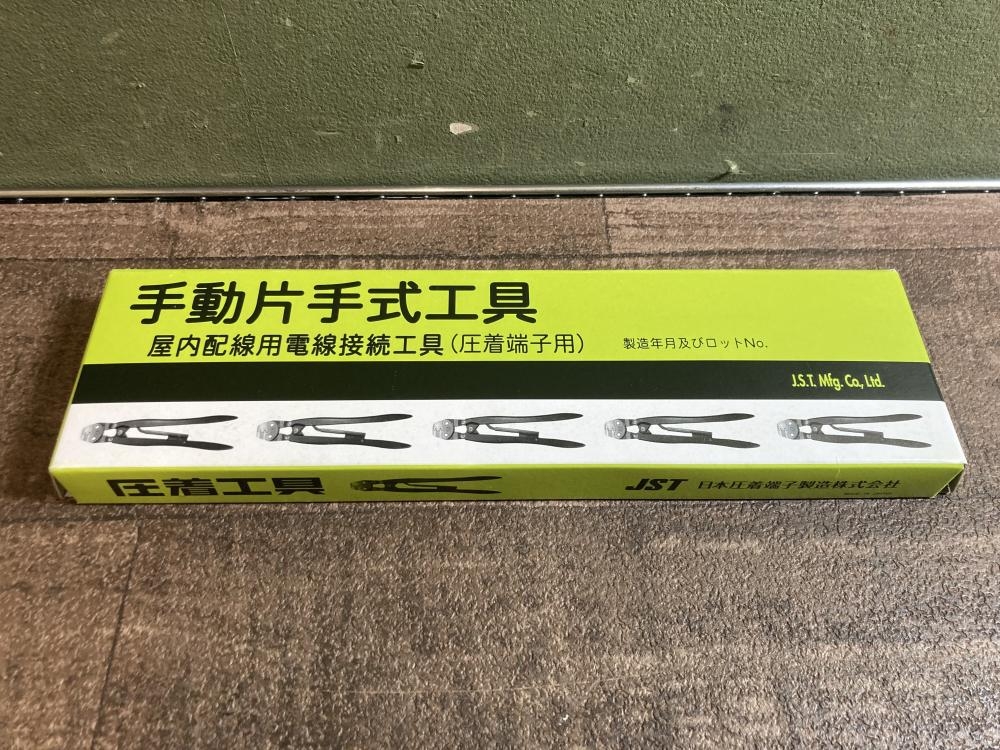 手動片手式工具
屋内配線用電線接続工具(圧着端子用)
製造年月及びロットNo.
J.S.T. Mfg. Co., Ltd.
圧着工具
JST 日本圧着端子製造株式会社